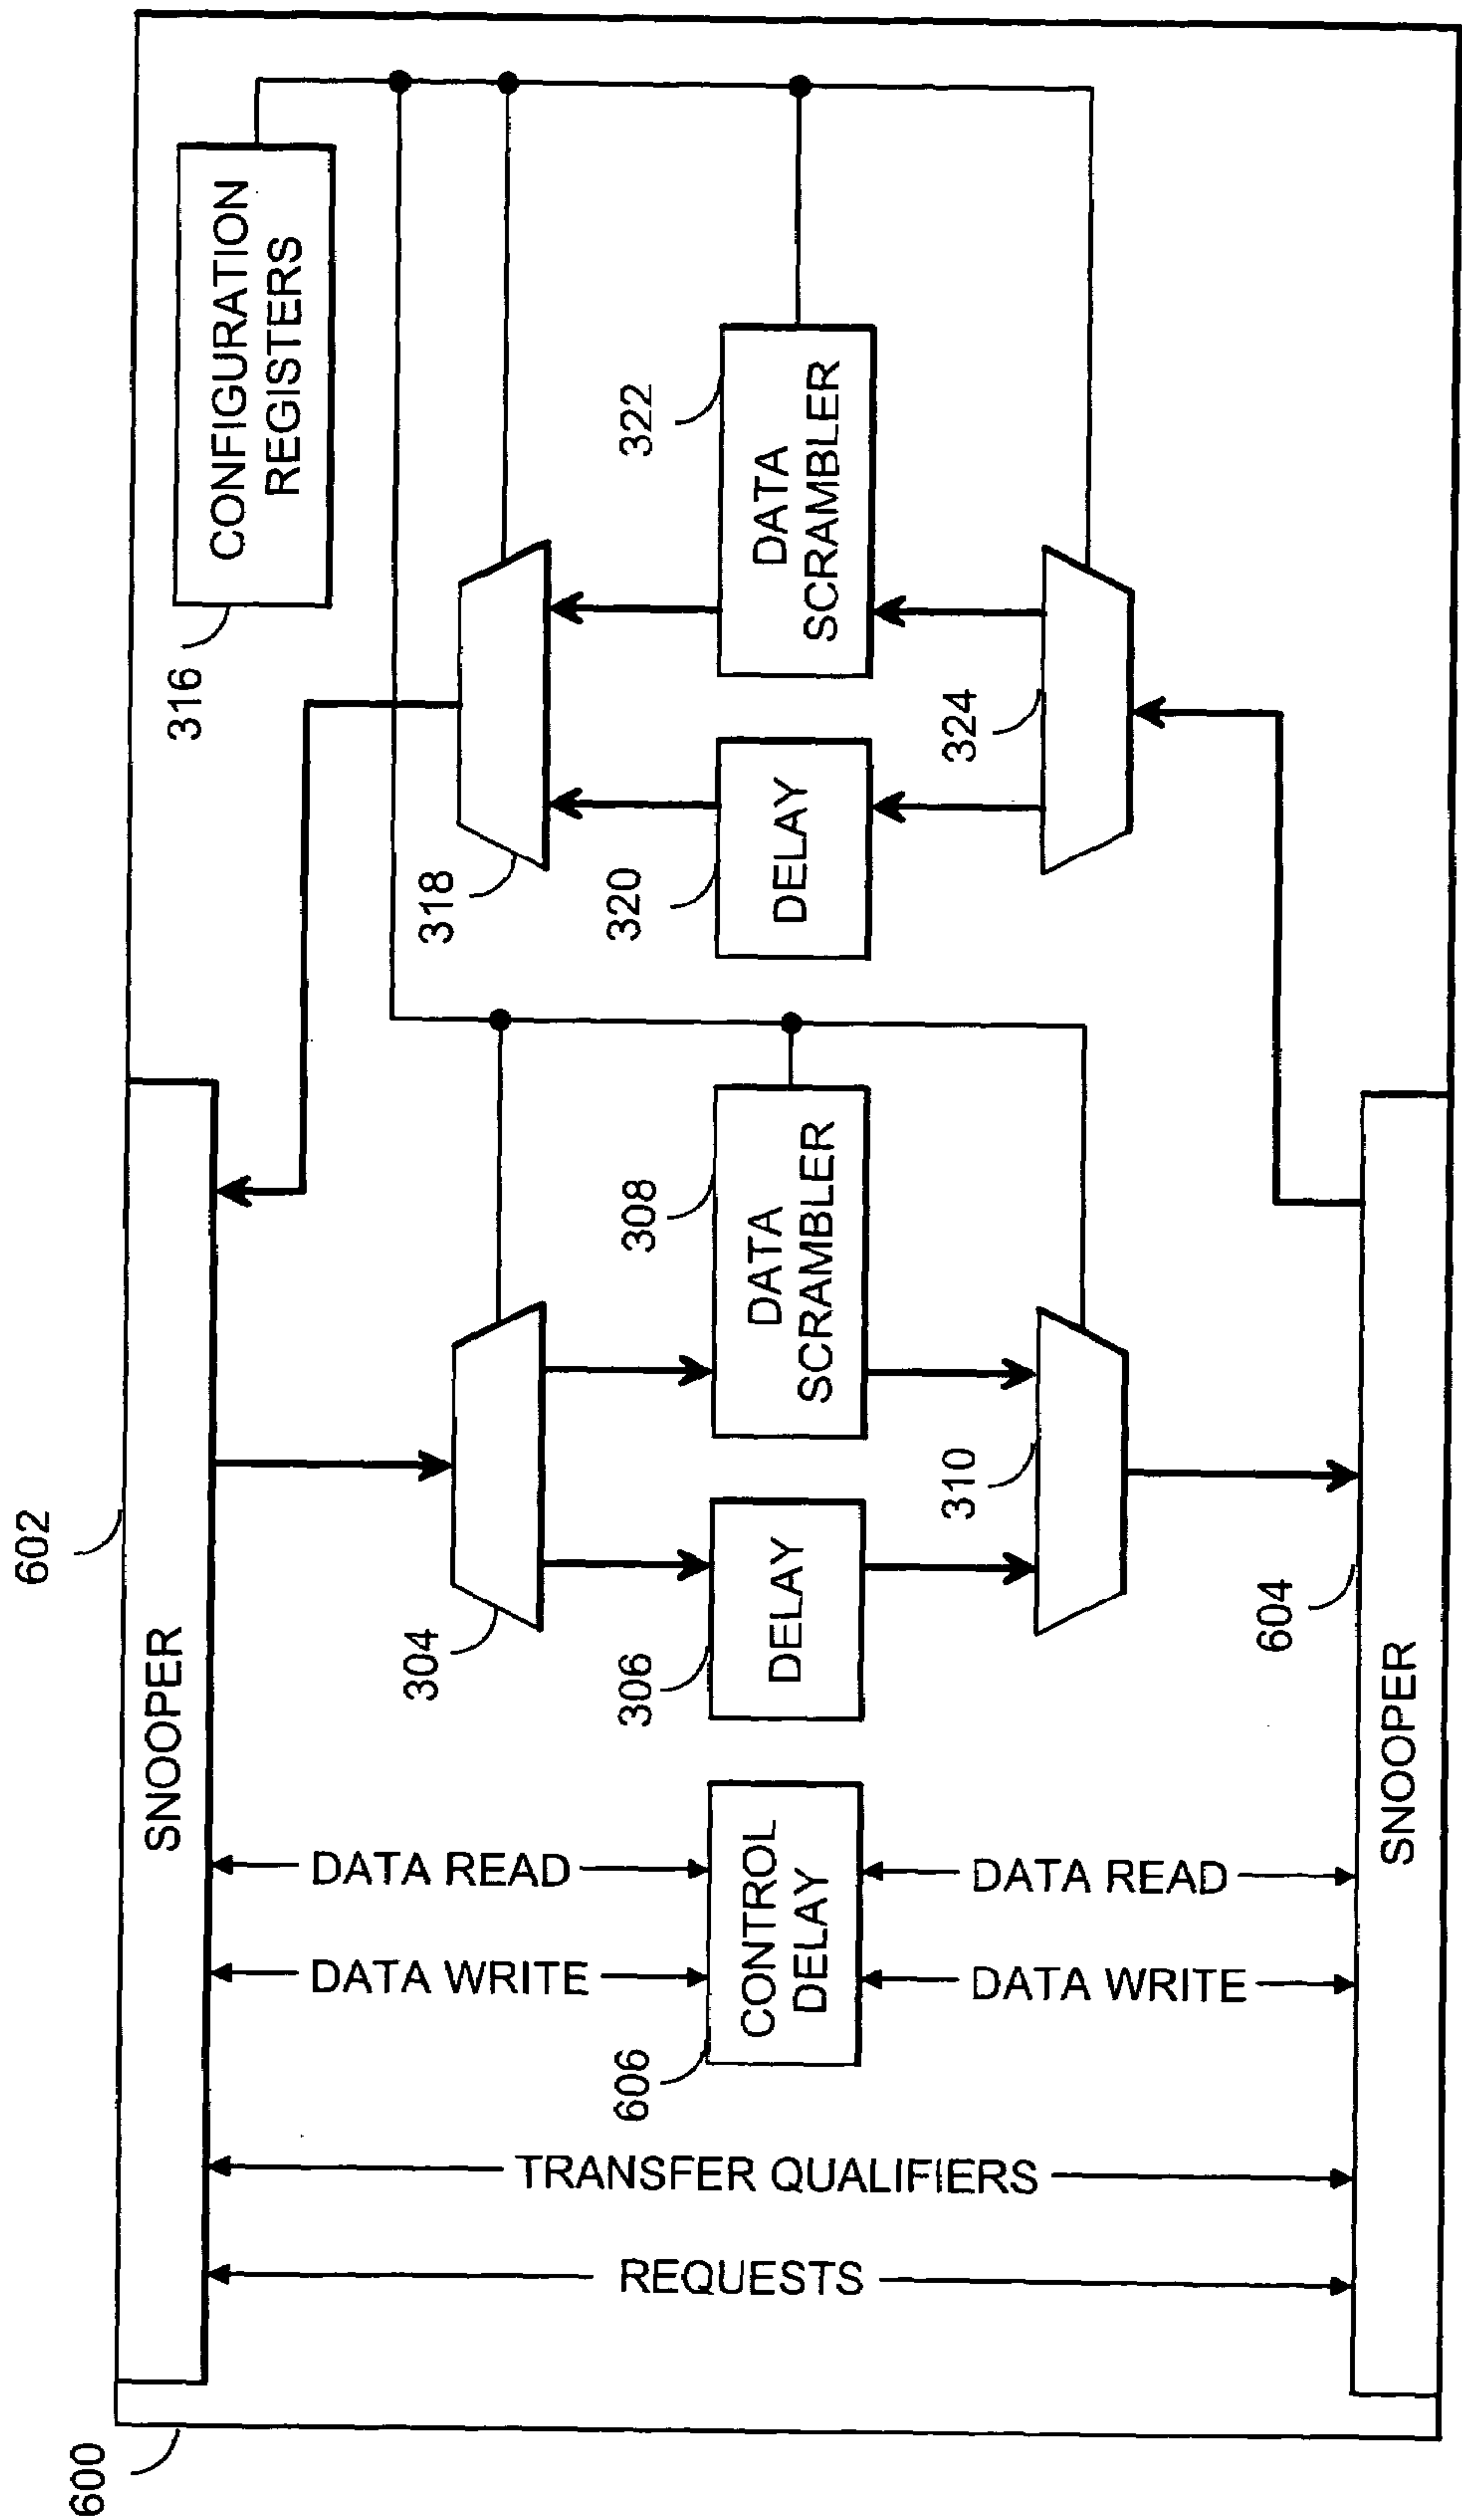 600
602
SNOOPER
316
CONFIGURATION
REGISTERS
304
318
606
306
308
320
322
DATA READ
DATA WRITE
CONTROL
DELAY
DELAY
DATA
SCRAMBLER
DELAY
DATA
SCRAMBLER
TRANSFER QUALIFIERS
REQUESTS
310
324
DATA READ
DATA WRITE
604
SNOOPER